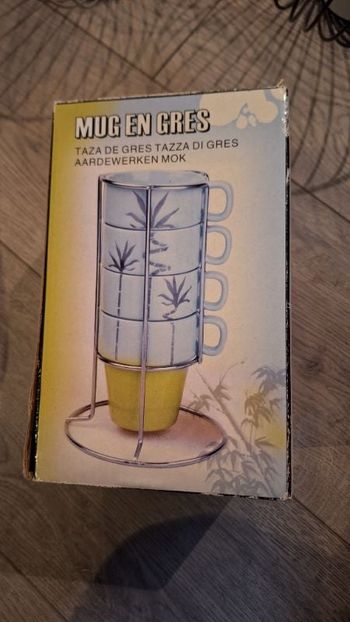 MUG EN GRES
TAZA DE GRES TAZZA DI GRES
AARDEWERKEN MOK